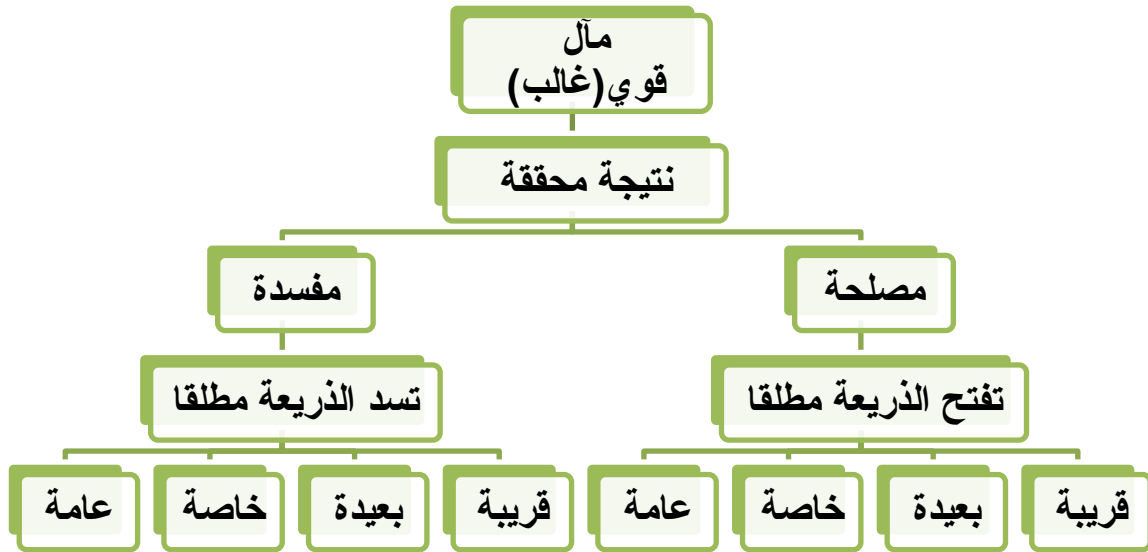 مآل
قوي(غالب)
نتيجة محققة
مصلحة
مفسدة
تفتح الذريعة مطلقا
تسد الذريعة مطلقا
قريبة
بعيدة
خاصة
عامة
قريبة
بعيدة
خاصة
عامة